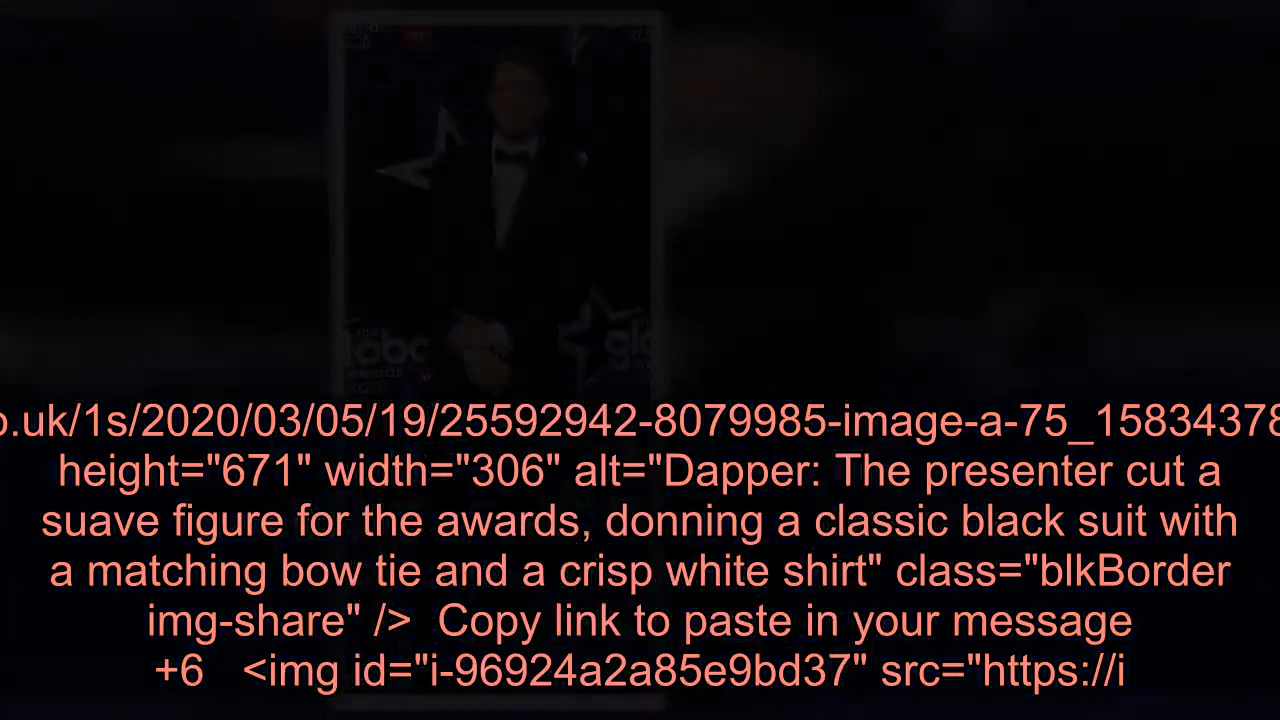 o.uk/1s/2020/03/05/19/25592942-8079985-image-a-75_15834378
height="671" width="306" alt="Dapper: The presenter cut a
suave figure for the awards, donning a classic black suit with
a matching bow tie and a crisp white shirt" class="blkBorder
img-share" />  Copy link to paste in your message
+6   <img id="i-96924a2a85e9bd37" src="https://i